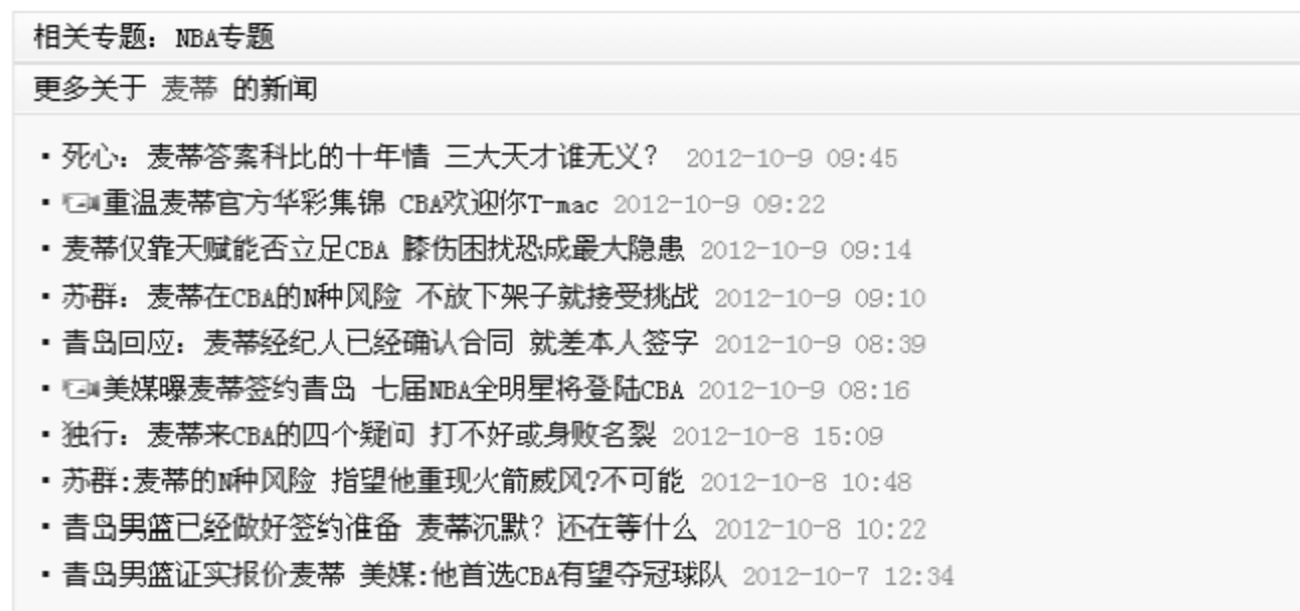 相关专题：NBA专题
更多关于 麦蒂 的新闻
▪ 死心：麦蒂答案科比的十年情 三大天才谁无义？ 2012-10-9 09:45
▪ 重温麦蒂官方华彩集锦 CBA欢迎你T-mac 2012-10-9 09:22
▪ 麦蒂仅靠天赋能否立足CBA 膝伤困扰恐成最大隐患 2012-10-9 09:14
▪ 苏群：麦蒂在CBA的N种风险 不放下架子就接受挑战 2012-10-9 09:10
▪ 青岛回应：麦蒂经纪人已经确认合同 就差本人签字 2012-10-9 08:39
▪ 美媒曝麦蒂签约青岛 七届NBA全明星将登陆CBA 2012-10-9 08:16
▪ 独行：麦蒂来CBA的四个疑问 打不好或身败名裂 2012-10-8 15:09
▪ 苏群:麦蒂的N种风险 指望他重现火箭威风?不可能 2012-10-8 10:48
▪ 青岛男篮已经做好签约准备 麦蒂沉默？还在等什么 2012-10-8 10:22
▪ 青岛男篮证实报价麦蒂 美媒:他首选CBA有望夺冠球队 2012-10-7 12:34